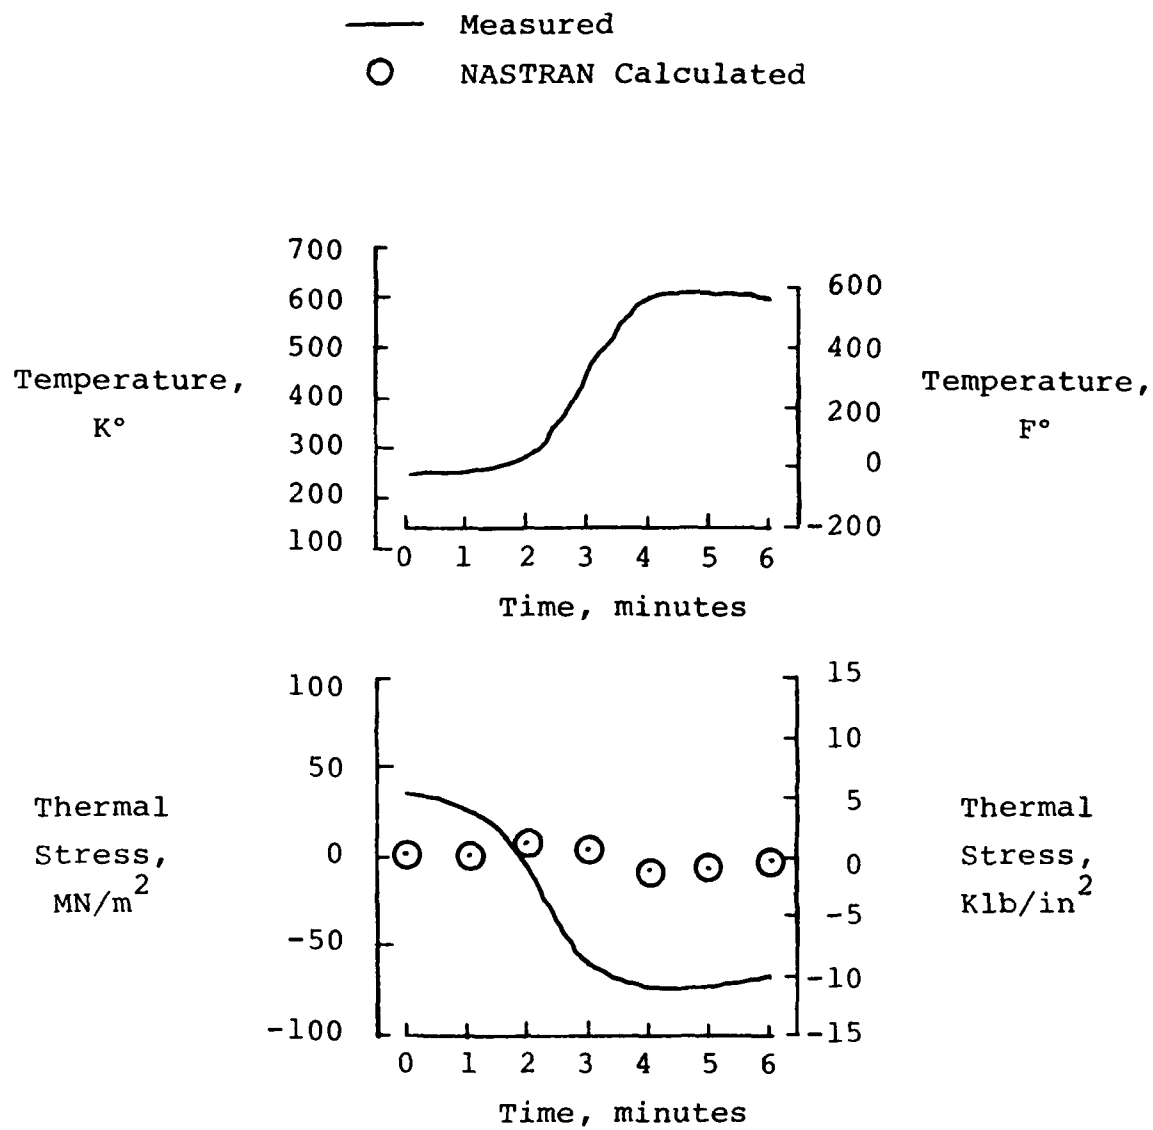 Measured
NASTRAN Calculated
700
600
500
400
300
200
100
Temperature,
K°
600
400
200
0
-200
Temperature,
F°
0 1 2 3 4 5 6
Time, minutes
100
50
0
-50
-100
Thermal
Stress,
MN/m²
15
10
5
0
-5
-10
-15
Thermal
Stress,
Klb/in²
0 1 2 3 4 5 6
Time, minutes